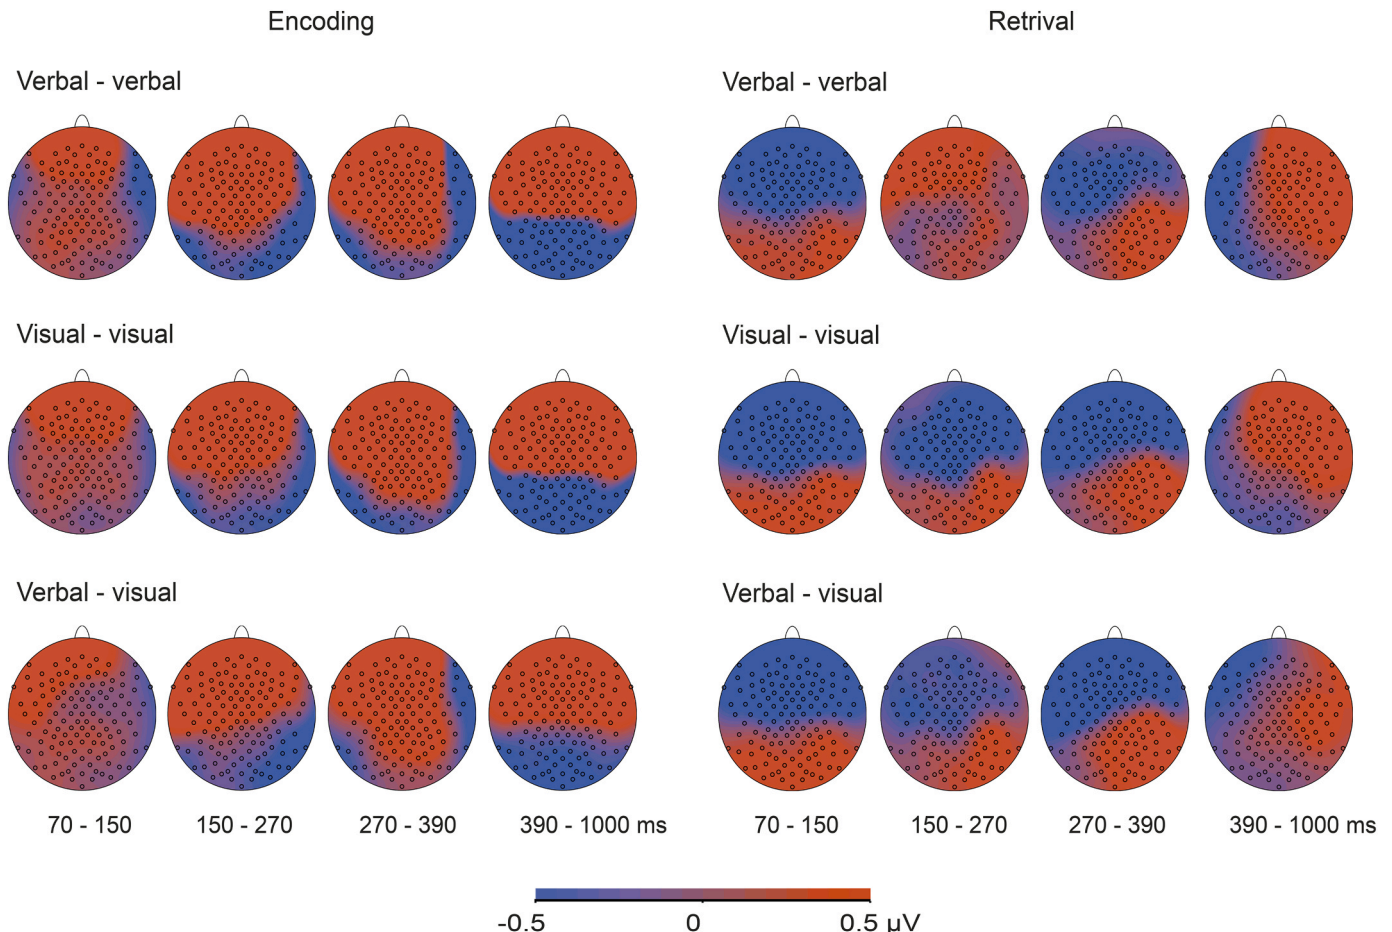 Encoding
Retrival
Verbal - verbal
Verbal - verbal
Visual - visual
Visual - visual
Verbal - visual
Verbal - visual
70 - 150
150 - 270
270 - 390
390 - 1000 ms
70 - 150
150 - 270
270 - 390
390 - 1000 ms
-0.5
0
0.5 µV